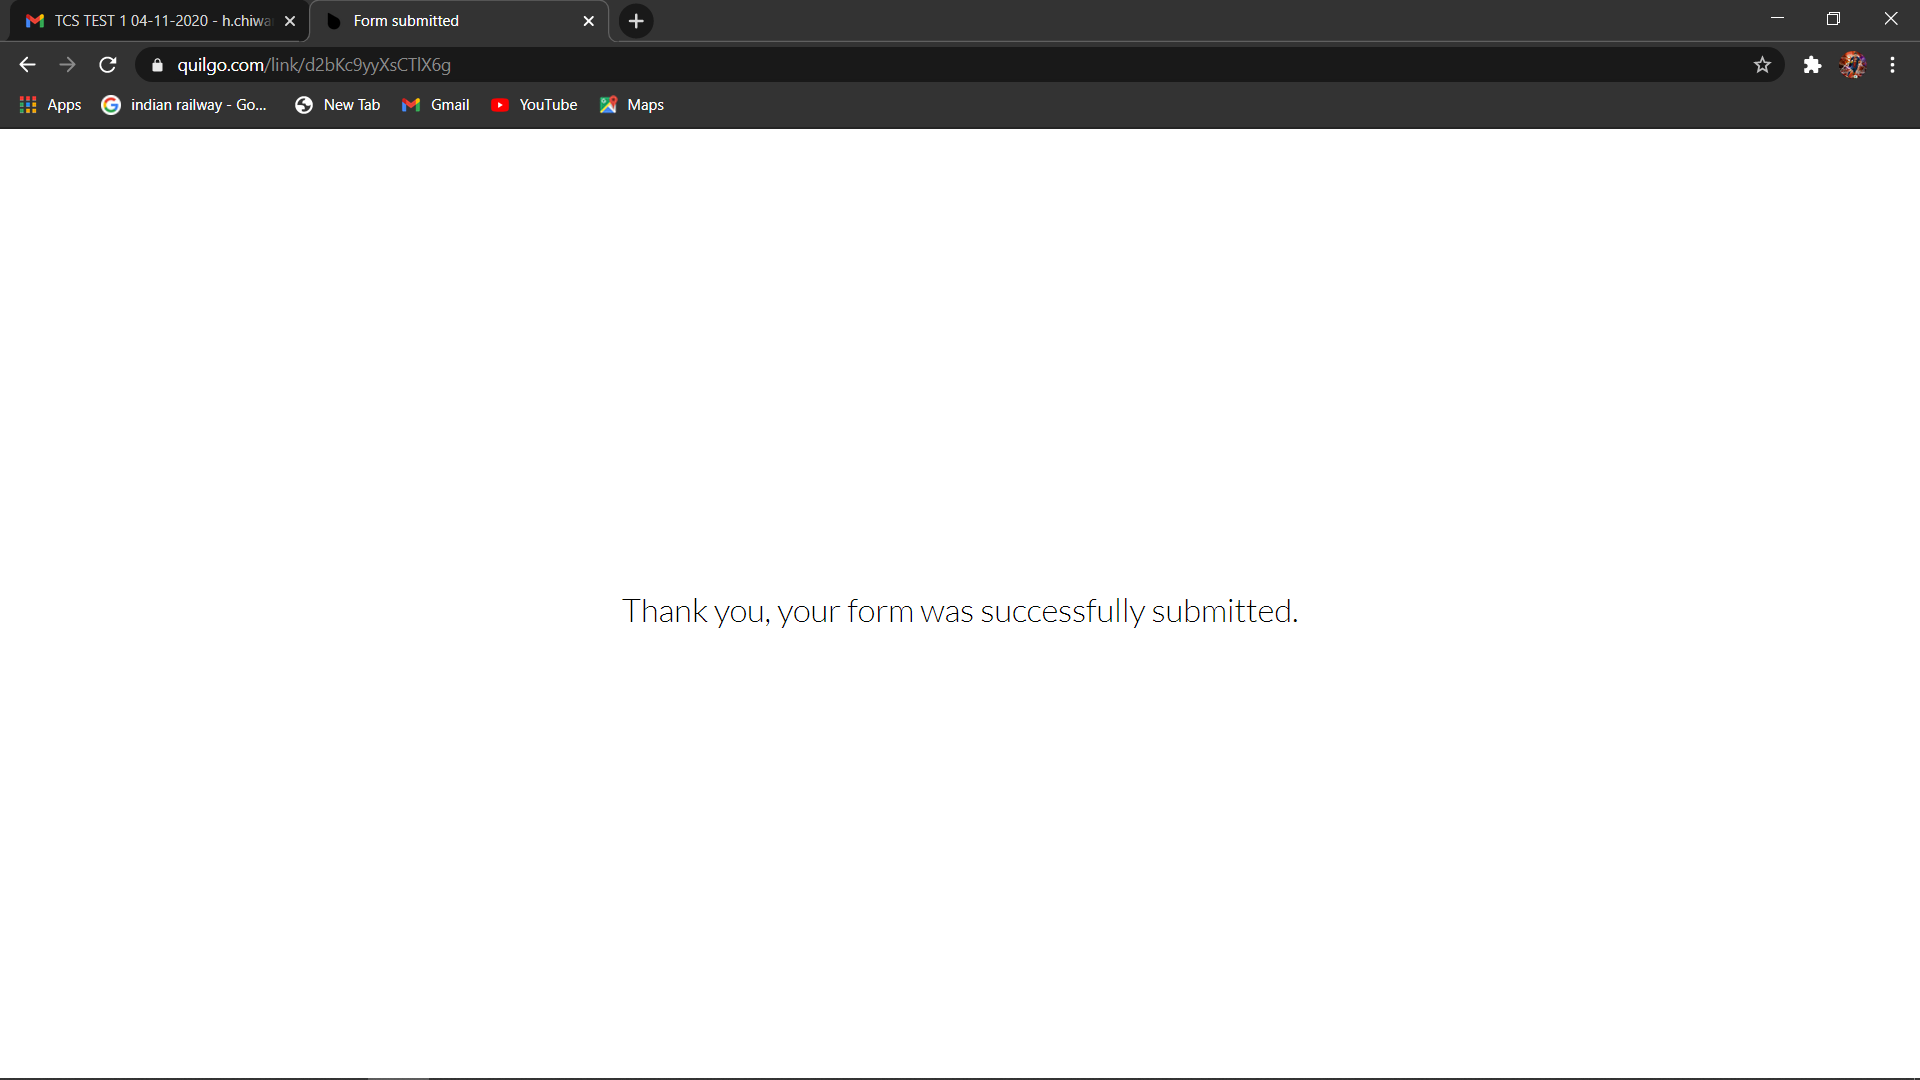 TCS TEST 1 04-11-2020 - h.chiwa
Form submitted
quilgo.com/link/d2bKc9yyXsCTlX6g
Apps
indian railway - Go...
New Tab
Gmail
YouTube
Maps
Thank you, your form was successfully submitted.